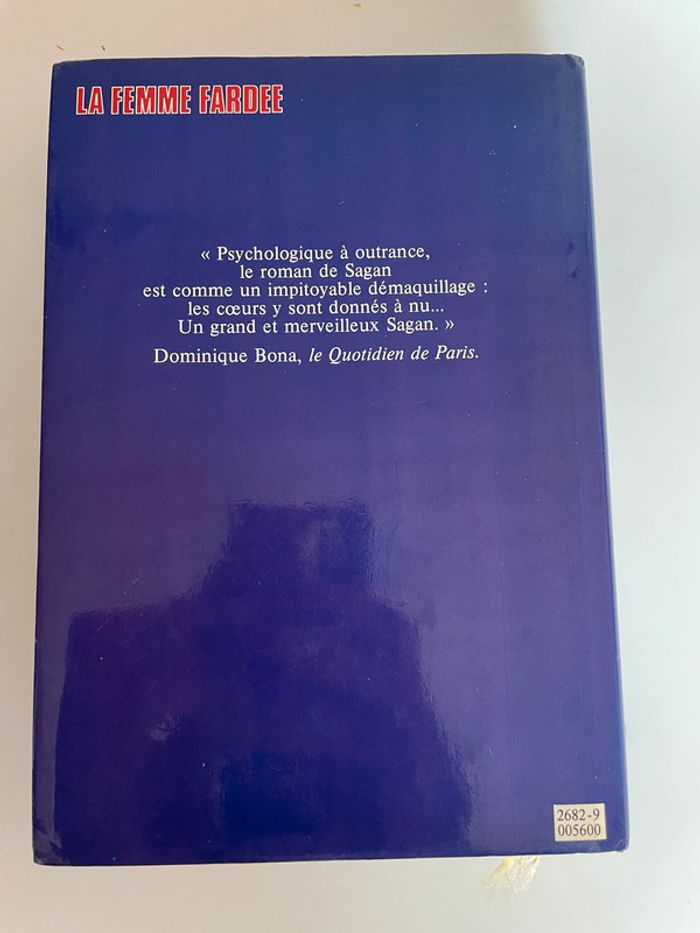 LA FEMME FARDEE
« Psychologique à outrance,
le roman de Sagan
est comme un impitoyable démaquillage :
les cœurs y sont donnés à nu...
Un grand et merveilleux Sagan. »
Dominique Bona, le Quotidien de Paris.
2682-9
005600